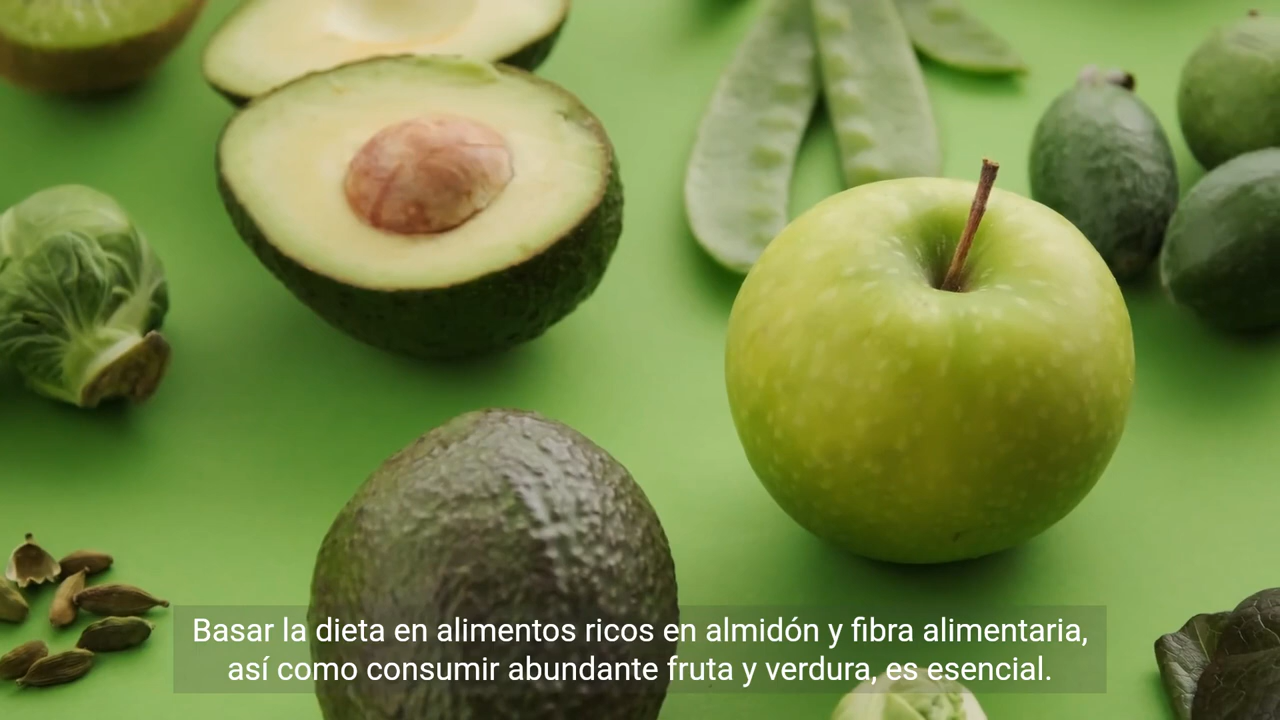 Basar la dieta en alimentos ricos en almidón y fibra alimentaria,
así como consumir abundante fruta y verdura, es esencial.